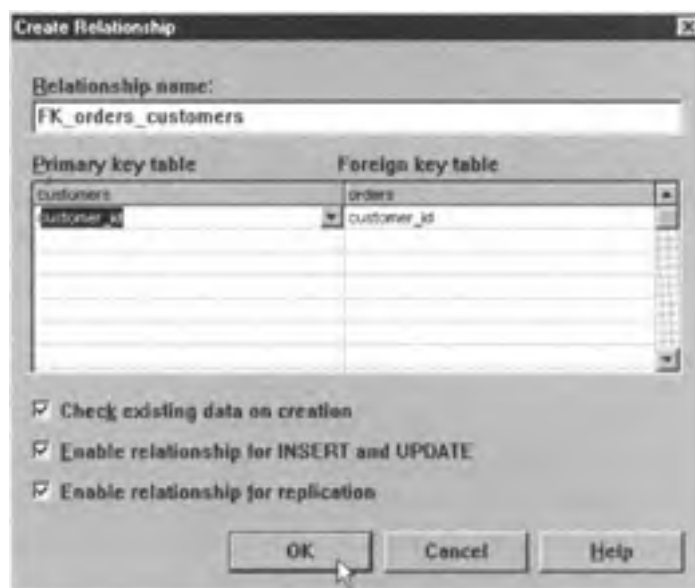 Create Relationship
Relationship name:
FK_orders_customers
Primary key table Foreign key table
customers orders
customer_id customer_id
Check existing data on creation
Enable relationship for INSERT and UPDATE
Enable relationship for replication
OK Cancel Help